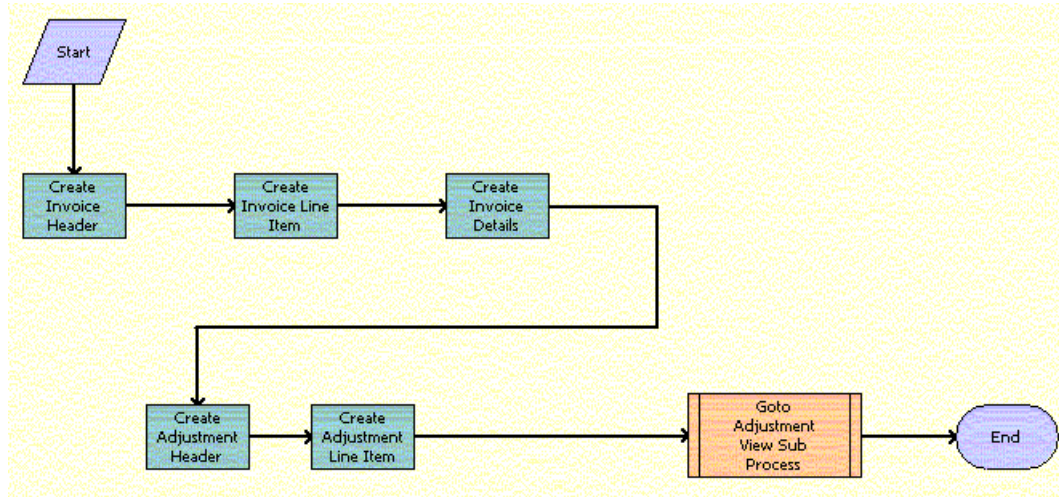 Start
Create
Invoice
Header
Create
Invoice Line
Item
Create
Invoice
Details
Create
Adjustment
Header
Create
Adjustment
Line Item
Goto
Adjustment
View Sub
Process
End